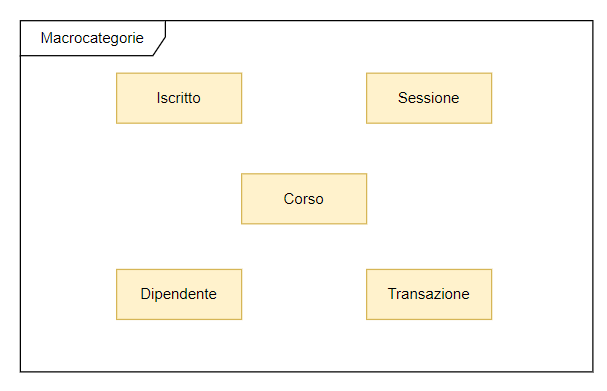 Macrocategorie
Iscritto
Sessione
Corso
Dipendente
Transazione